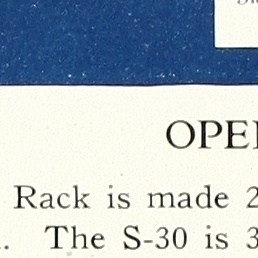 OPE
Rack is made 2
. The S-30 is 3